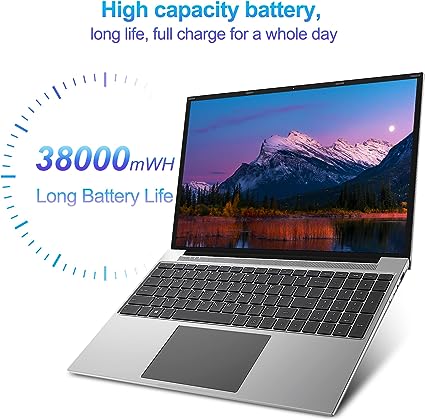 High capacity battery,
long life, full charge for a whole day
38000mWH
Long Battery Life